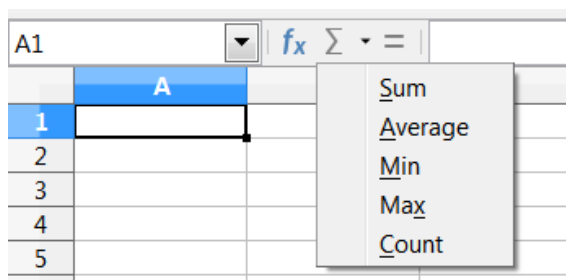 A1 fx Σ =
A
Sum
1
Average
2
Min
3
Max
4
Count
5